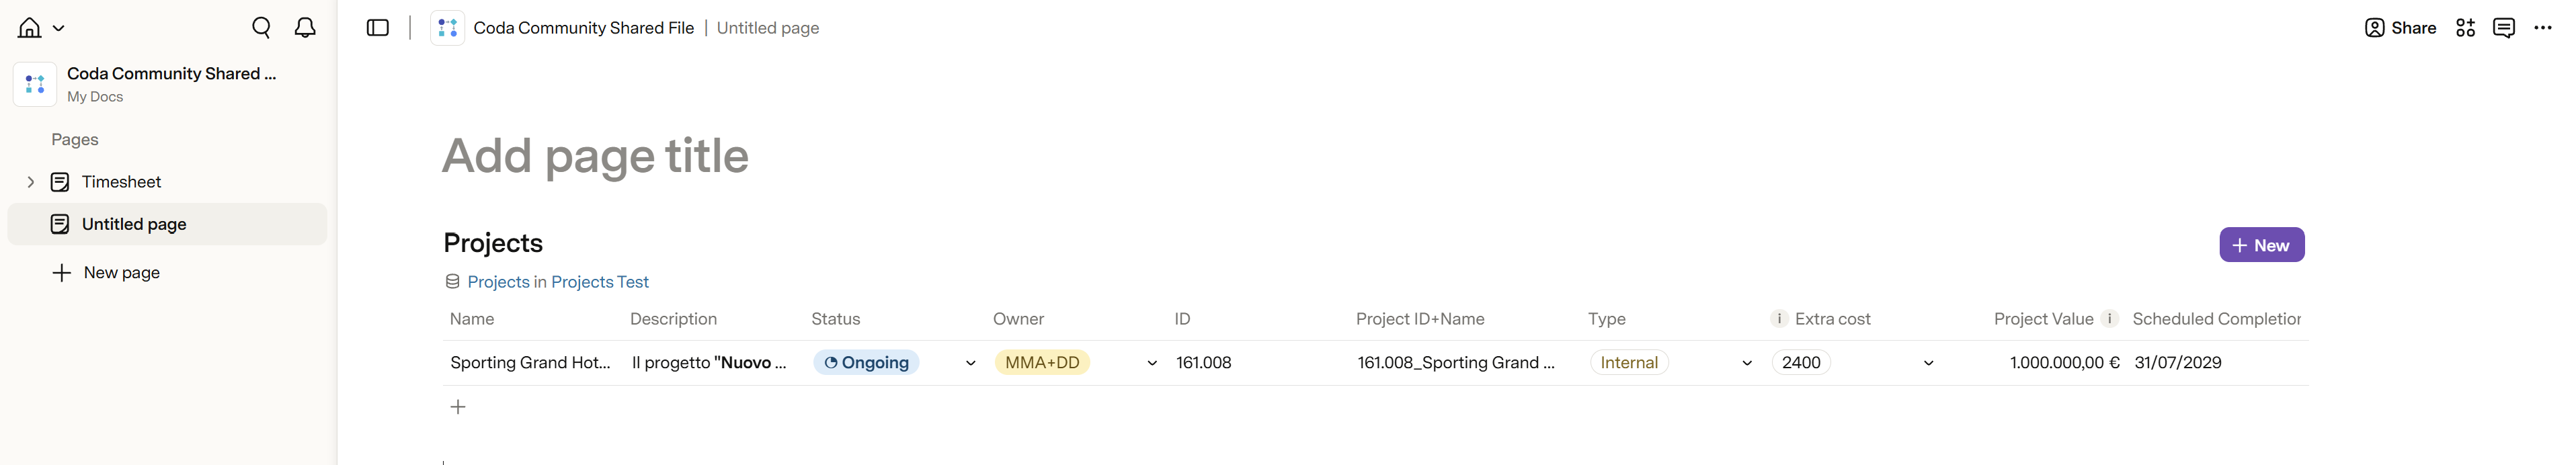 Coda Community Shared File | Untitled page
Share
Coda Community Shared ...
My Docs
Pages
Timesheet
Untitled page
New page
Add page title
Projects
New
Projects in Projects Test
Name Description Status Owner ID Project ID+Name Type Extra cost Project Value Scheduled Completion
Sporting Grand Hot... Il progetto "Nuovo ... Ongoing MMA+DD 161.008 161.008_Sporting Grand ... Internal 2400 1.000.000,00 € 31/07/2029